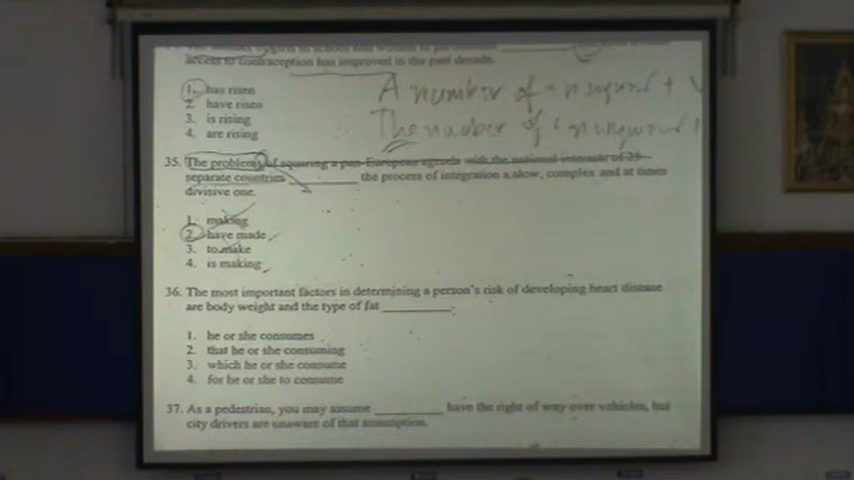 access to contraception has improved in the past decade.
1. has risen
2. have risen
3. is rising
4. are rising
A number of
The number of
35. The problems of squaring a pan-European agenda with the national interests of 25
separate countries ________ the process of integration a slow, complex and at times
divisive one.
1. making
2. have made
3. to make
4. is making
36. The most important factors in determining a person's risk of developing heart disease
are body weight and the type of fat ________.
1. he or she consumes
2. that he or she consuming
3. which he or she consume
4. for he or she to consume
37. As a pedestrian, you may assume ________ have the right of way over vehicles, but
city drivers are unaware of that assumption.